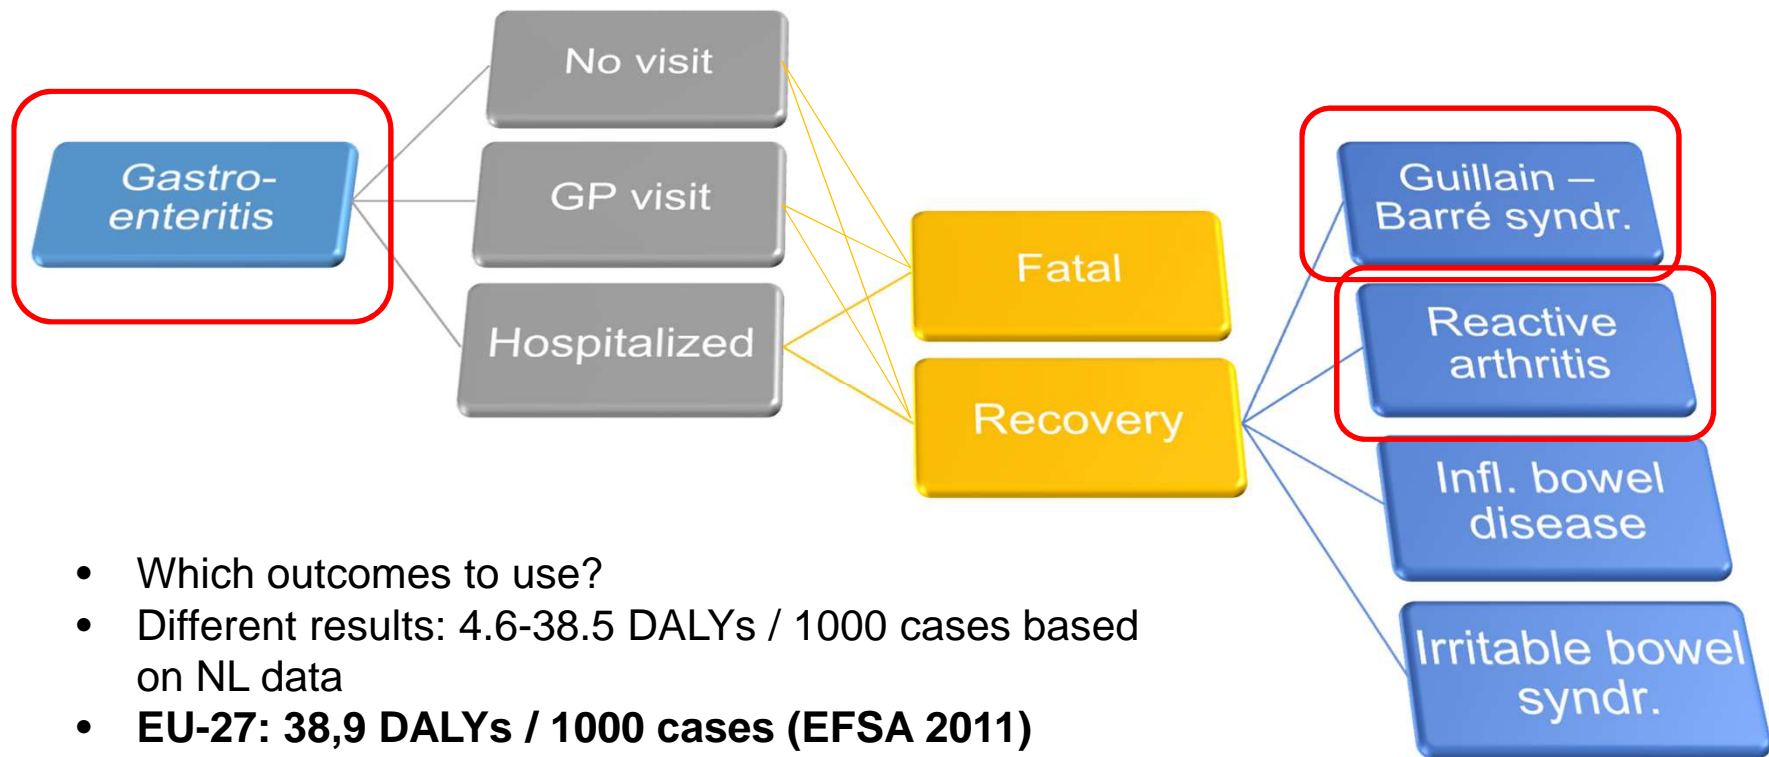 No visit
Gastro-
enteritis
GP visit
Hospitalized
Fatal
Recovery
Guillain –
Barré syndr.
Reactive
arthritis
Infl. bowel
disease
Irritable bowel
syndr.
• Which outcomes to use?
• Different results: 4.6-38.5 DALYs / 1000 cases based
on NL data
• EU-27: 38,9 DALYs / 1000 cases (EFSA 2011)